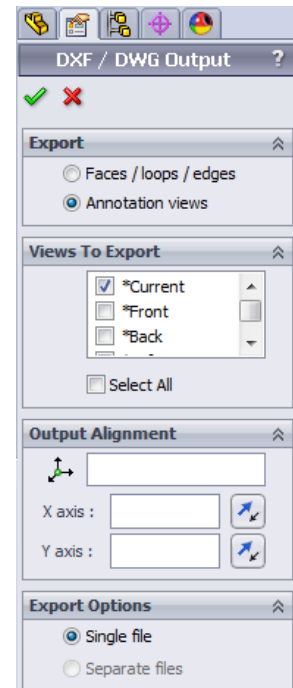 DXF / DWG Output ?
Export
Faces / loops / edges
Annotation views
Views To Export
*Current
*Front
*Back
Select All
Output Alignment
X axis :
Y axis :
Export Options
Single file
Separate files